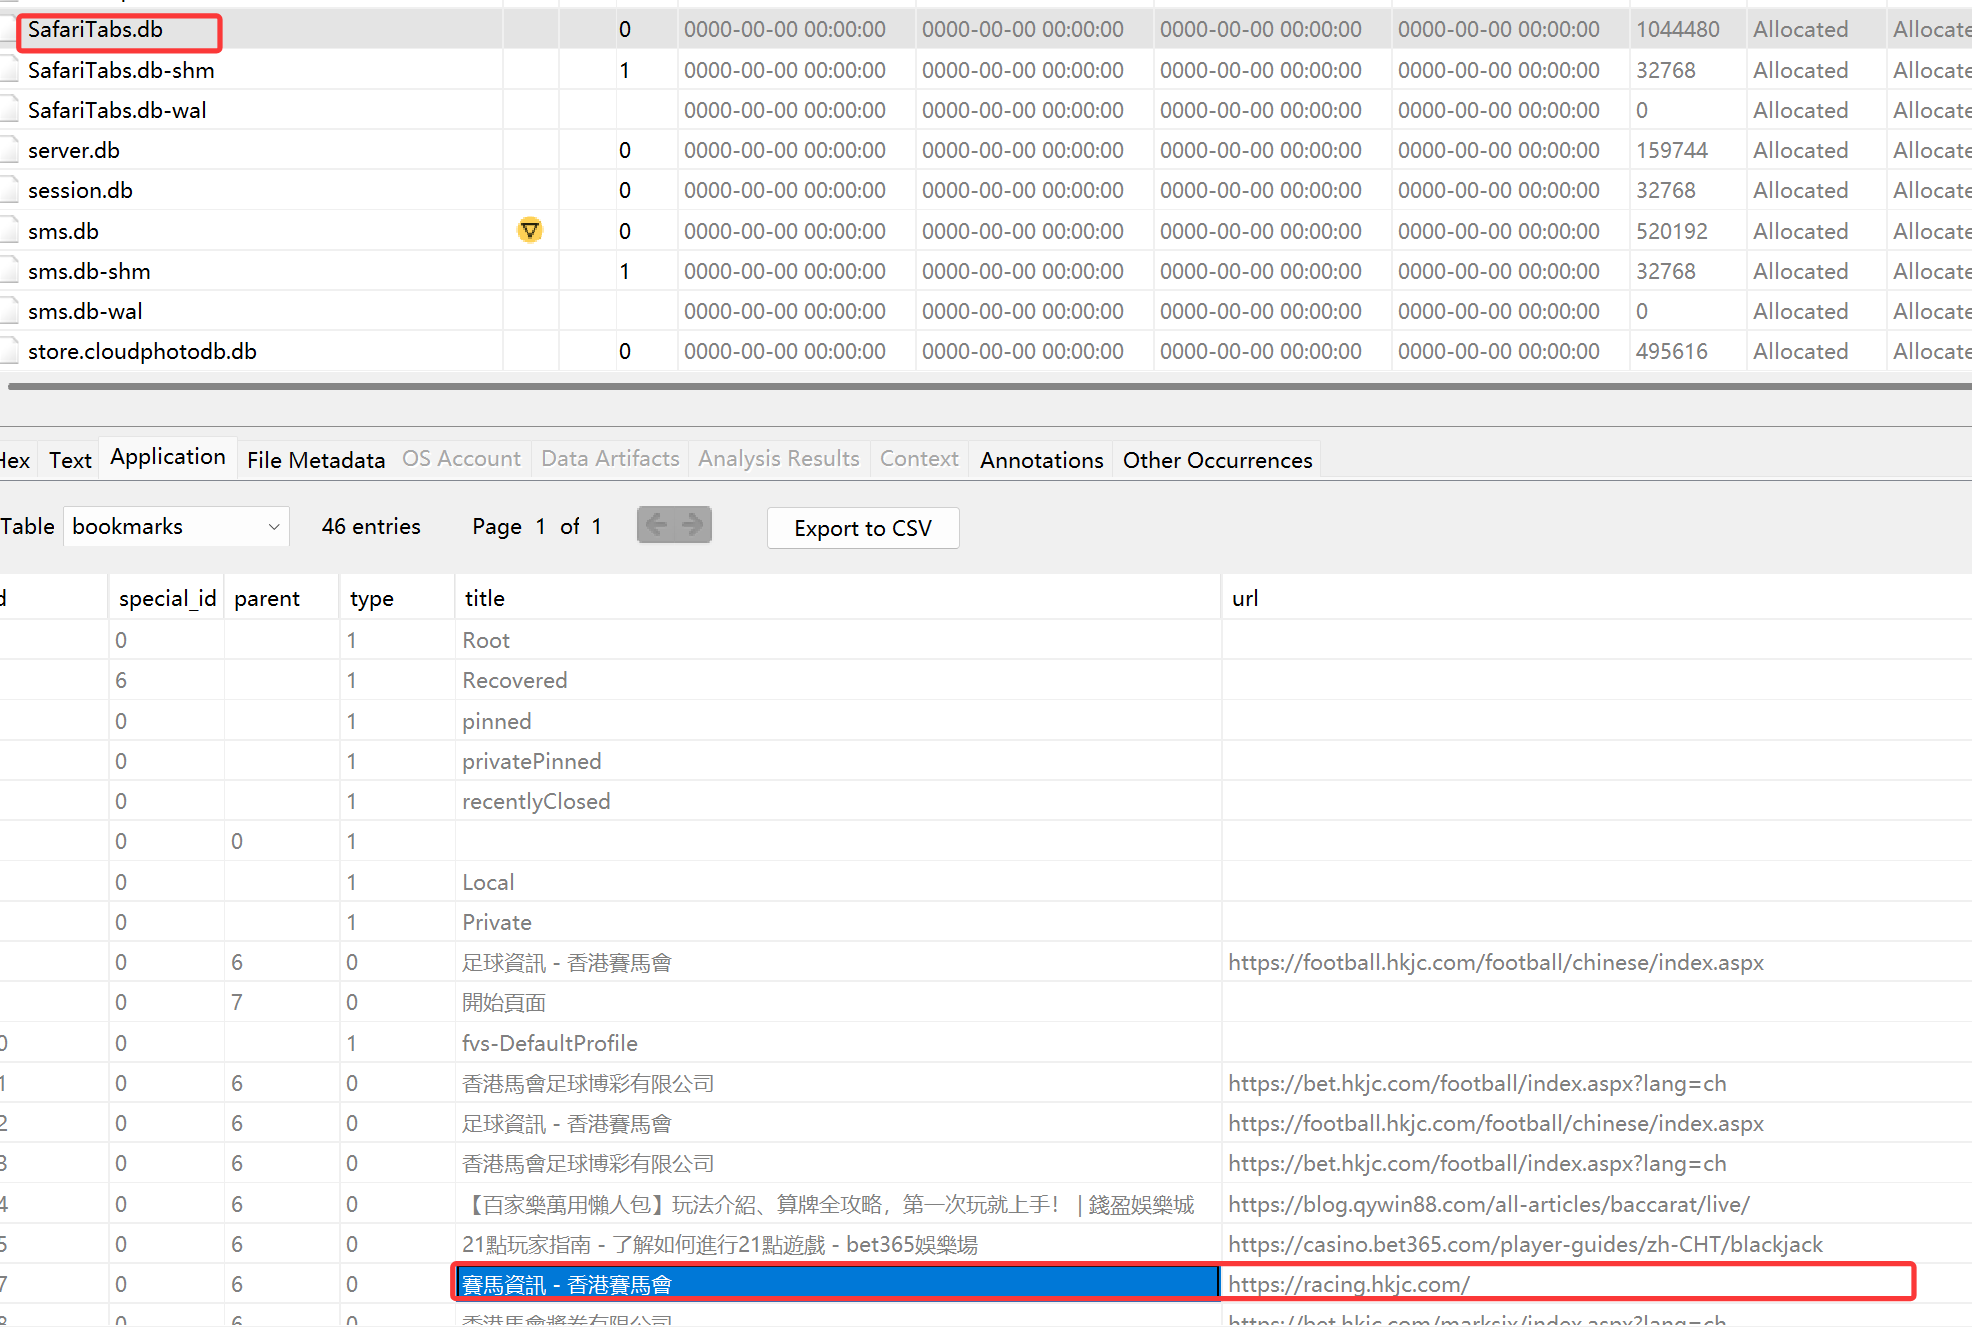 SafariTabs.db 0 0000-00-00 00:00:00 0000-00-00 00:00:00 0000-00-00 00:00:00 0000-00-00 00:00:00 1044480 Allocated Allocate
SafariTabs.db-shm 1 0000-00-00 00:00:00 0000-00-00 00:00:00 0000-00-00 00:00:00 0000-00-00 00:00:00 32768 Allocated Allocate
SafariTabs.db-wal 0000-00-00 00:00:00 0000-00-00 00:00:00 0000-00-00 00:00:00 0000-00-00 00:00:00 0 Allocated Allocate
server.db 0 0000-00-00 00:00:00 0000-00-00 00:00:00 0000-00-00 00:00:00 0000-00-00 00:00:00 159744 Allocated Allocate
session.db 0 0000-00-00 00:00:00 0000-00-00 00:00:00 0000-00-00 00:00:00 0000-00-00 00:00:00 32768 Allocated Allocate
sms.db 0 0000-00-00 00:00:00 0000-00-00 00:00:00 0000-00-00 00:00:00 0000-00-00 00:00:00 520192 Allocated Allocate
sms.db-shm 1 0000-00-00 00:00:00 0000-00-00 00:00:00 0000-00-00 00:00:00 0000-00-00 00:00:00 32768 Allocated Allocate
sms.db-wal 0000-00-00 00:00:00 0000-00-00 00:00:00 0000-00-00 00:00:00 0000-00-00 00:00:00 0 Allocated Allocate
store.cloudphotodb.db 0 0000-00-00 00:00:00 0000-00-00 00:00:00 0000-00-00 00:00:00 0000-00-00 00:00:00 495616 Allocated Allocate
Hex Text Application File Metadata OS Account Data Artifacts Analysis Results Context Annotations Other Occurrences
Table bookmarks 46 entries Page 1 of 1 Export to CSV
d special_id parent type title url
0 1 Root
6 1 Recovered
0 1 pinned
0 1 privatePinned
0 1 recentlyClosed
0 0 1
0 1 Local
0 1 Private
0 6 0 足球資訊 - 香港賽馬會 https://football.hkjc.com/football/chinese/index.aspx
0 7 0 開始頁面
0 0 1 fvs-DefaultProfile
1 0 6 0 香港馬會足球博彩有限公司 https://bet.hkjc.com/football/index.aspx?lang=ch
2 0 6 0 足球資訊 - 香港賽馬會 https://football.hkjc.com/football/chinese/index.aspx
3 0 6 0 香港馬會足球博彩有限公司 https://bet.hkjc.com/football/index.aspx?lang=ch
4 0 6 0 【百家樂萬用懶人包】玩法介紹、算牌全攻略，第一次玩就上手！ | 錢盈娛樂城 https://blog.qywin88.com/all-articles/baccarat/live/
5 0 6 0 21點玩家指南 - 了解如何進行21點遊戲 - bet365娛樂場 https://casino.bet365.com/player-guides/zh-CHT/blackjack
7 0 6 0 賽馬資訊 - 香港賽馬會 https://racing.hkjc.com/
8 0 6 0 香港馬會獎券有限公司 https://bet.hkjc.com/marksix/index.aspx?lang=ch